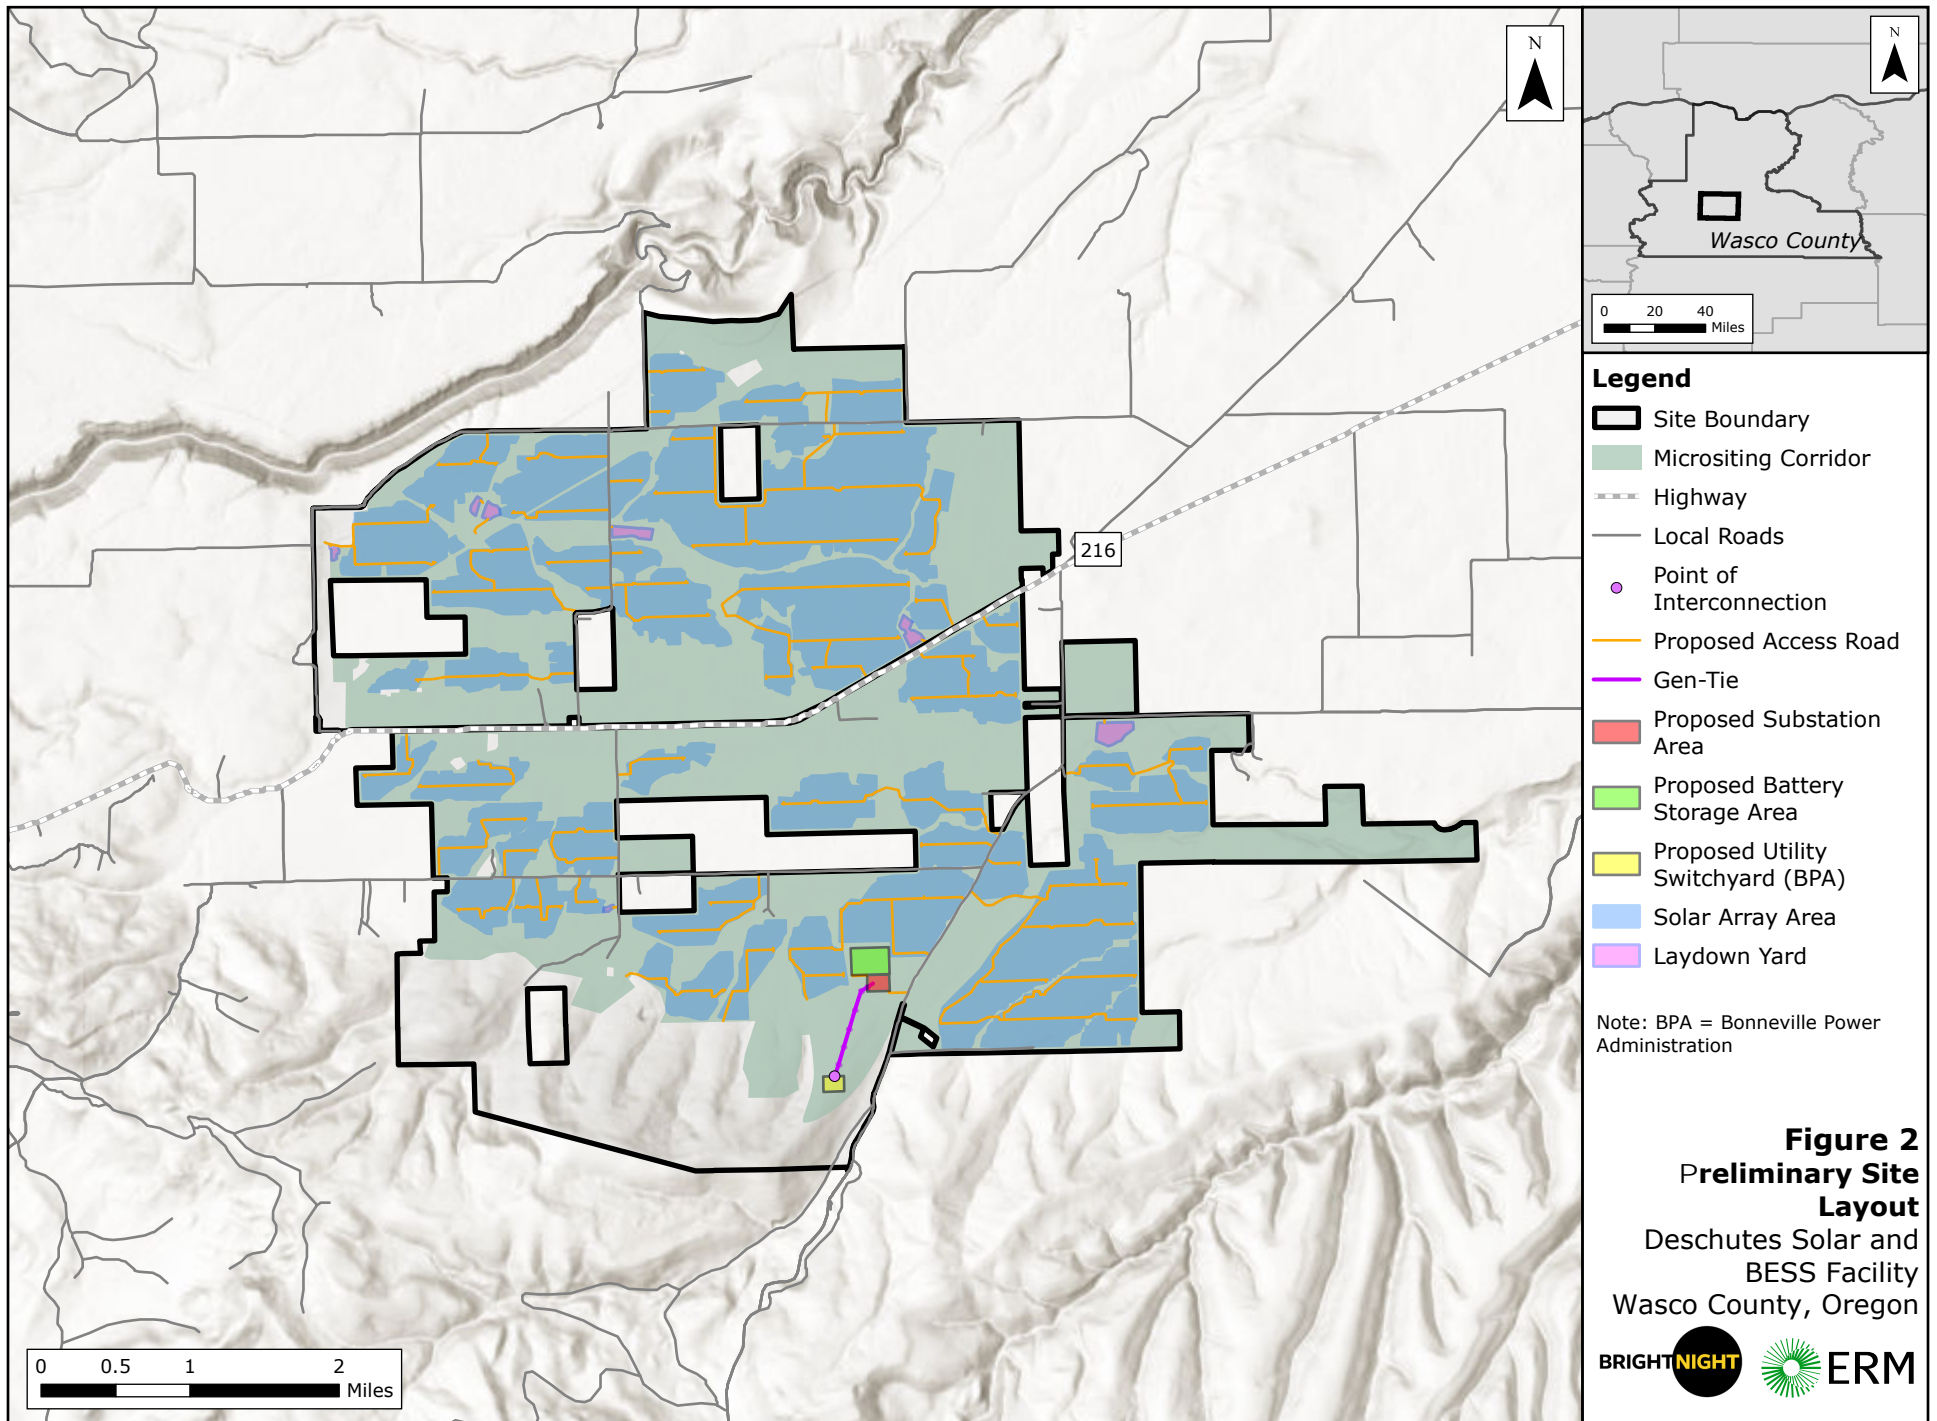 N
216
0 0.5 1 2
Miles
N
Wasco County
0 20 40
Miles
Legend
Site Boundary
Micrositing Corridor
Highway
Local Roads
Point of
Interconnection
Proposed Access Road
Gen-Tie
Proposed Substation
Area
Proposed Battery
Storage Area
Proposed Utility
Switchyard (BPA)
Solar Array Area
Laydown Yard
Note: BPA = Bonneville Power
Administration
Figure 2
Preliminary Site
Layout
Deschutes Solar and
BESS Facility
Wasco County, Oregon
BRIGHTNIGHT
ERM